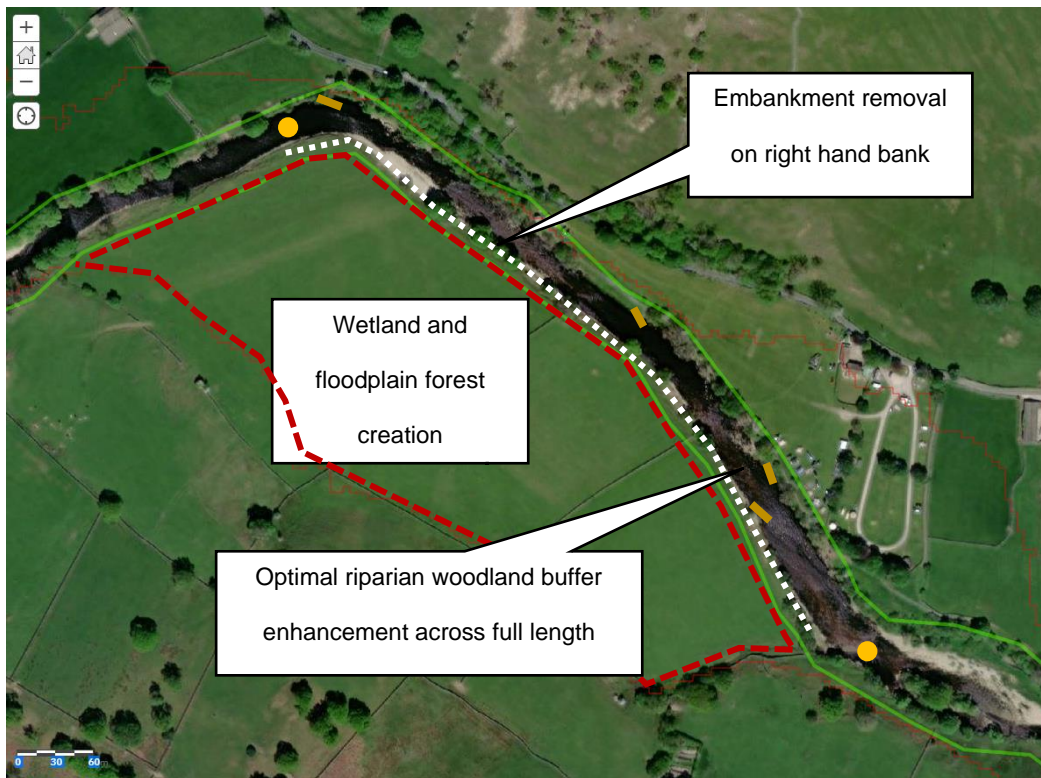 +
−
Embankment removal
on right hand bank
Wetland and
floodplain forest
creation
Optimal riparian woodland buffer
enhancement across full length
0 30 60m